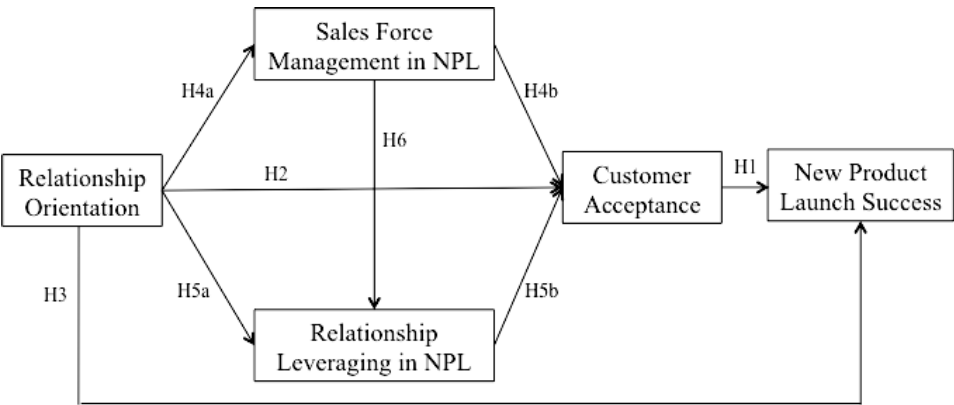 Sales Force
Management in NPL
H4a
H4b
H6
Relationship
Orientation
H2
Customer
Acceptance
H1
New Product
Launch Success
H3
H5a
H5b
Relationship
Leveraging in NPL